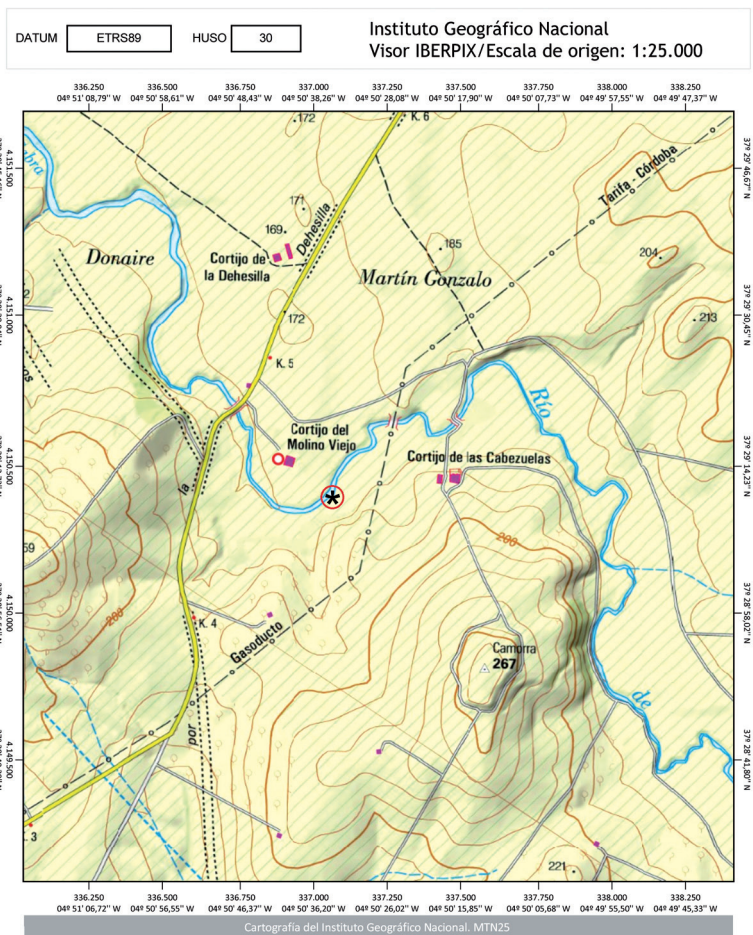 DATUM ETRS89 HUSO 30
Instituto Geográfico Nacional
Visor IBERPIX/Escala de origen: 1:25.000
336.250 336.500 336.750 337.000 337.250 337.500 337.750 338.000 338.250
04º 51' 08,79" W 04º 50' 58,61" W 04º 50' 48,43" W 04º 50' 38,26" W 04º 50' 28,08" W 04º 50' 17,90" W 04º 50' 07,73" W 04º 49' 57,55" W 04º 49' 47,37" W
172
K. 6
4.151.500
37º 29' 46,67" N
Tarifa - Córdoba
171
169
Dehesilla
185
204
Donaire
Cortijo de
la Dehesilla
Martín Gonzalo
4.151.000
37º 29' 30,45" N
172
213
K. 5
Río
Cortijo del
Molino Viejo
Cortijo de las Cabezuelas
4.150.500
37º 29' 14,23" N
la
*
200
59
4.150.000
37º 28' 58,02" N
200
K. 4
Gasoducto
Camorra
267
de
por
4.149.500
37º 28' 41,80" N
3
221
336.250 336.500 336.750 337.000 337.250 337.500 337.750 338.000 338.250
04º 51' 06,72" W 04º 50' 56,55" W 04º 50' 46,37" W 04º 50' 36,20" W 04º 50' 26,02" W 04º 50' 15,85" W 04º 50' 05,68" W 04º 49' 55,50" W 04º 49' 45,33" W
Cartografía del Instituto Geográfico Nacional. MTN25